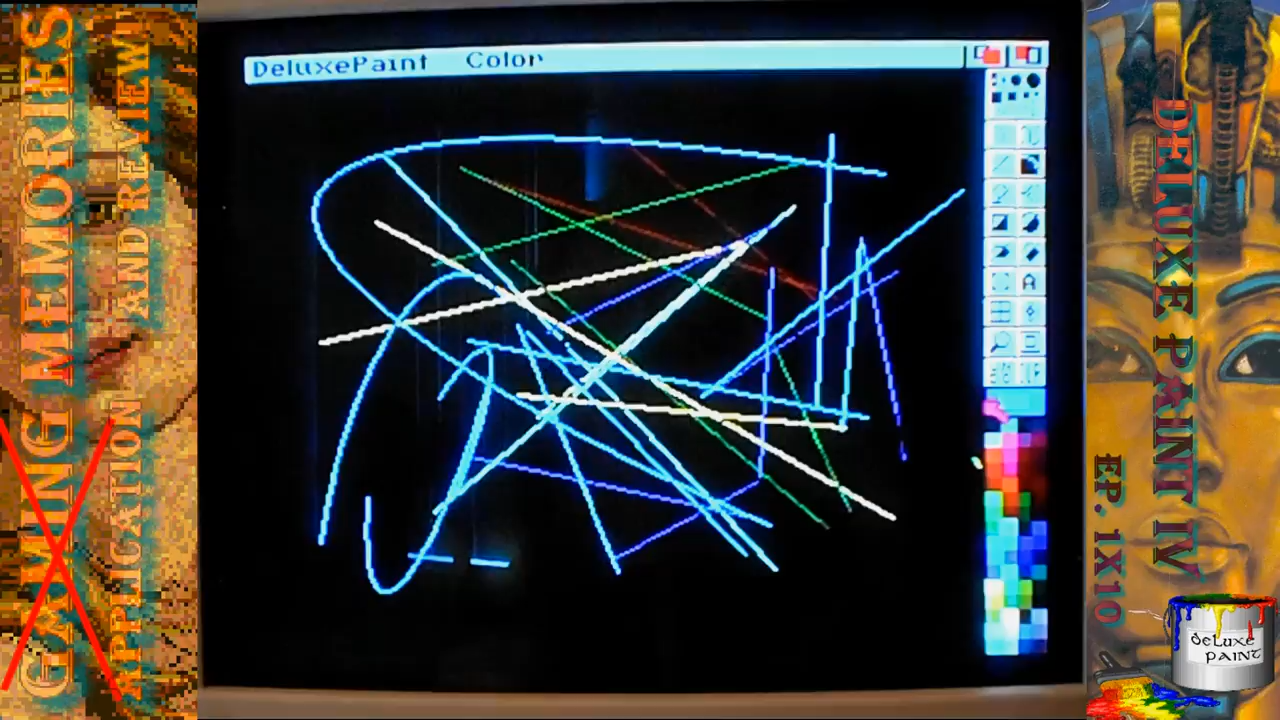 GAMING MEMORIES
APPLICATION AND REVIEW
DeluxePaint Color
A
DELUXE PAINT IV
EP. 1X10
deluxe
PAINT